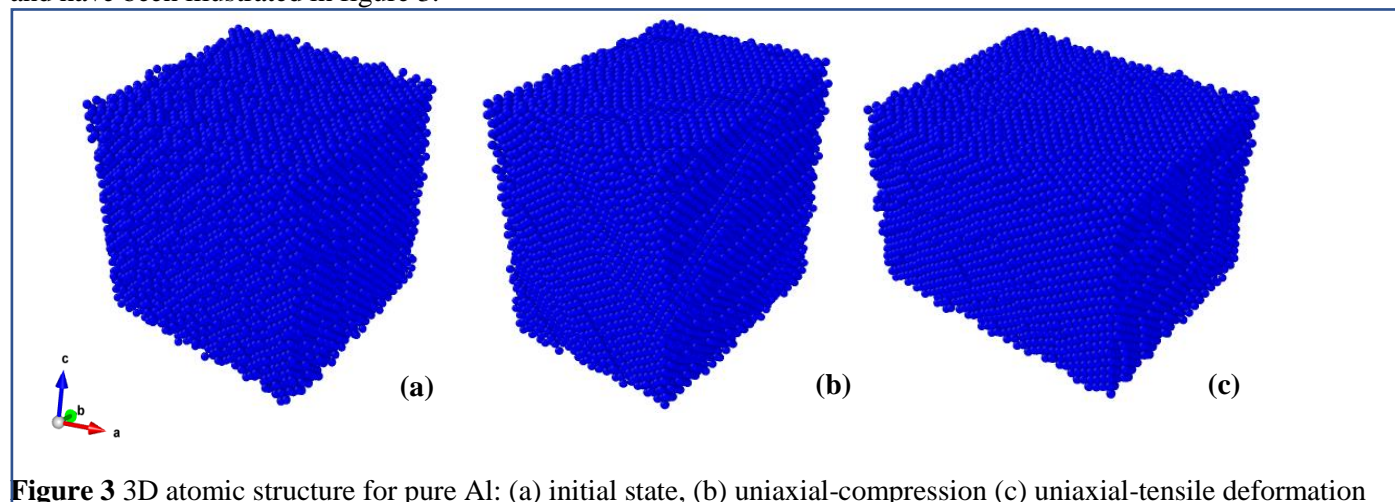 and have been illustrated in figure 3.
c
b
a
(a)
(b)
(c)
Figure 3 3D atomic structure for pure Al: (a) initial state, (b) uniaxial-compression (c) uniaxial-tensile deformation